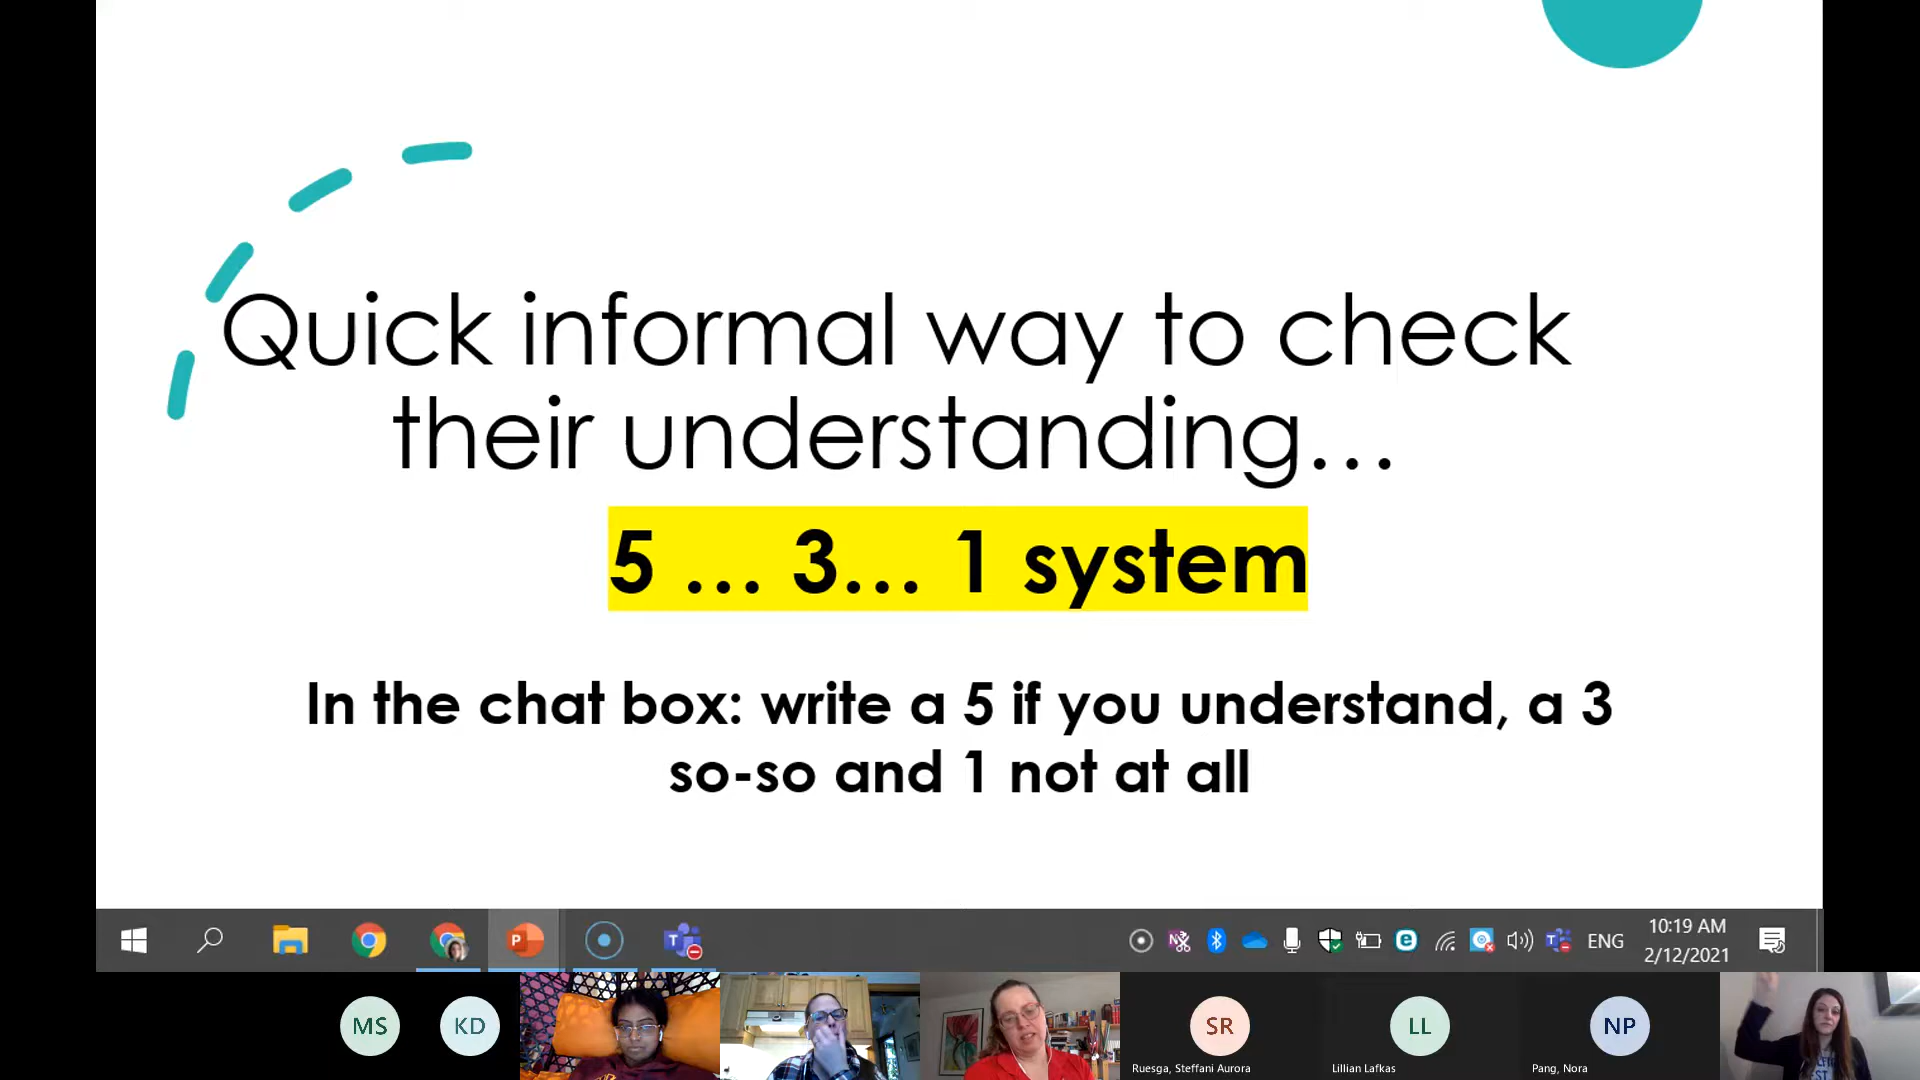 Quick informal way to check
their understanding…
5 … 3… 1 system
In the chat box: write a 5 if you understand, a 3
so-so and 1 not at all
P
T
N
e
T
ENG
10:19 AM
2/12/2021
MS
KD
SR
LL
NP
Ruesga, Steffani Aurora
Lillian Lafkas
Pang, Nora